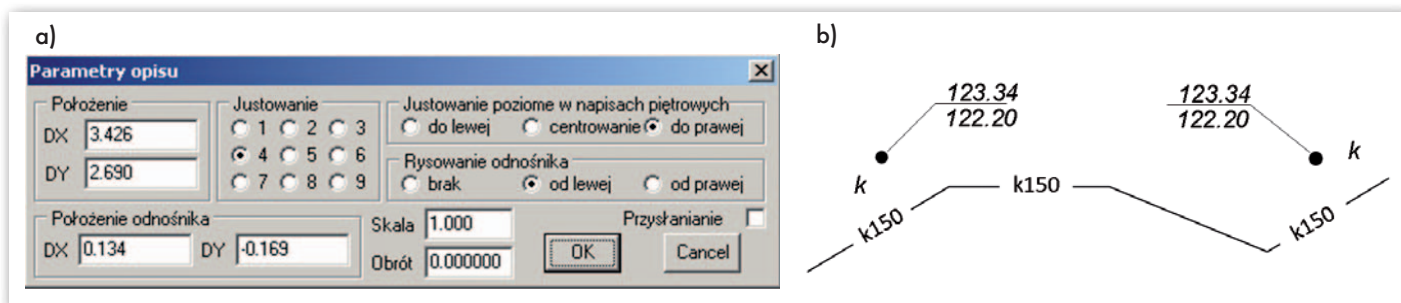 a)
Parametry opisu
Położenie
DX 3.426
DY 2.690
Justowanie
1 2 3
4 5 6
7 8 9
Justowanie poziome w napisach piętrowych
do lewej centrowanie do prawej
Rysowanie odnośnika
brak od lewej od prawej
Położenie odnośnika
DX 0.134 DY -0.169
Skala 1.000
Obrót 0.000000
Przysłanianie
OK Cancel
b)
123.34
122.20
k
123.34
122.20
k
k150
k150
k150